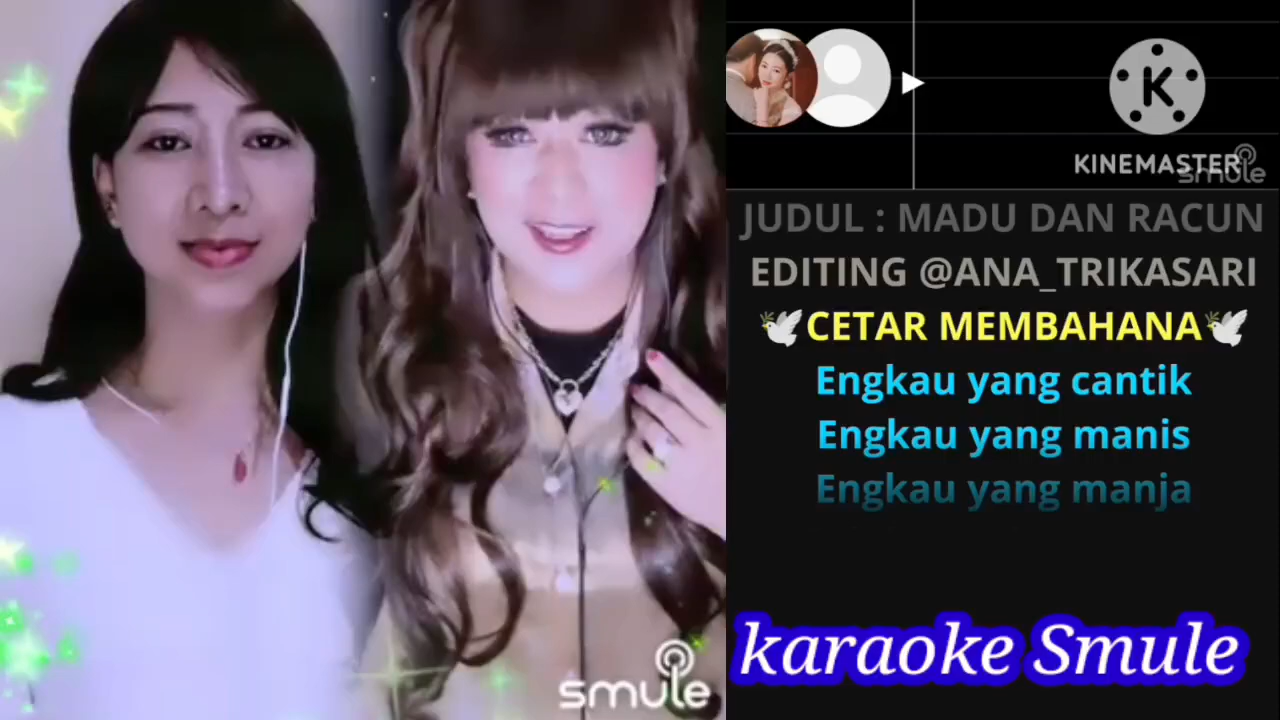 K
KINEMASTER
smule
JUDUL : MADU DAN RACUN
EDITING @ANA_TRIKASARI
🕊️CETAR MEMBAHANA🕊️
Engkau yang cantik
Engkau yang manis
Engkau yang manja
karaoke Smule
smule